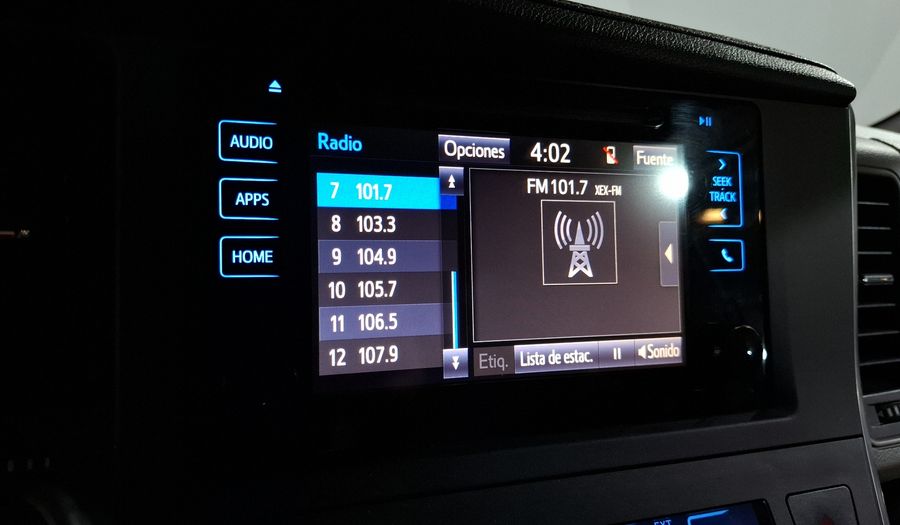 AUDIO
APPS
HOME
Radio
Opciones
4:02
Fuente
7 101.7
8 103.3
9 104.9
10 105.7
11 106.5
12 107.9
FM 101.7 XEX-FM
Etiq.
Lista de estac.
Sonido
SEEK
TRACK
EXT